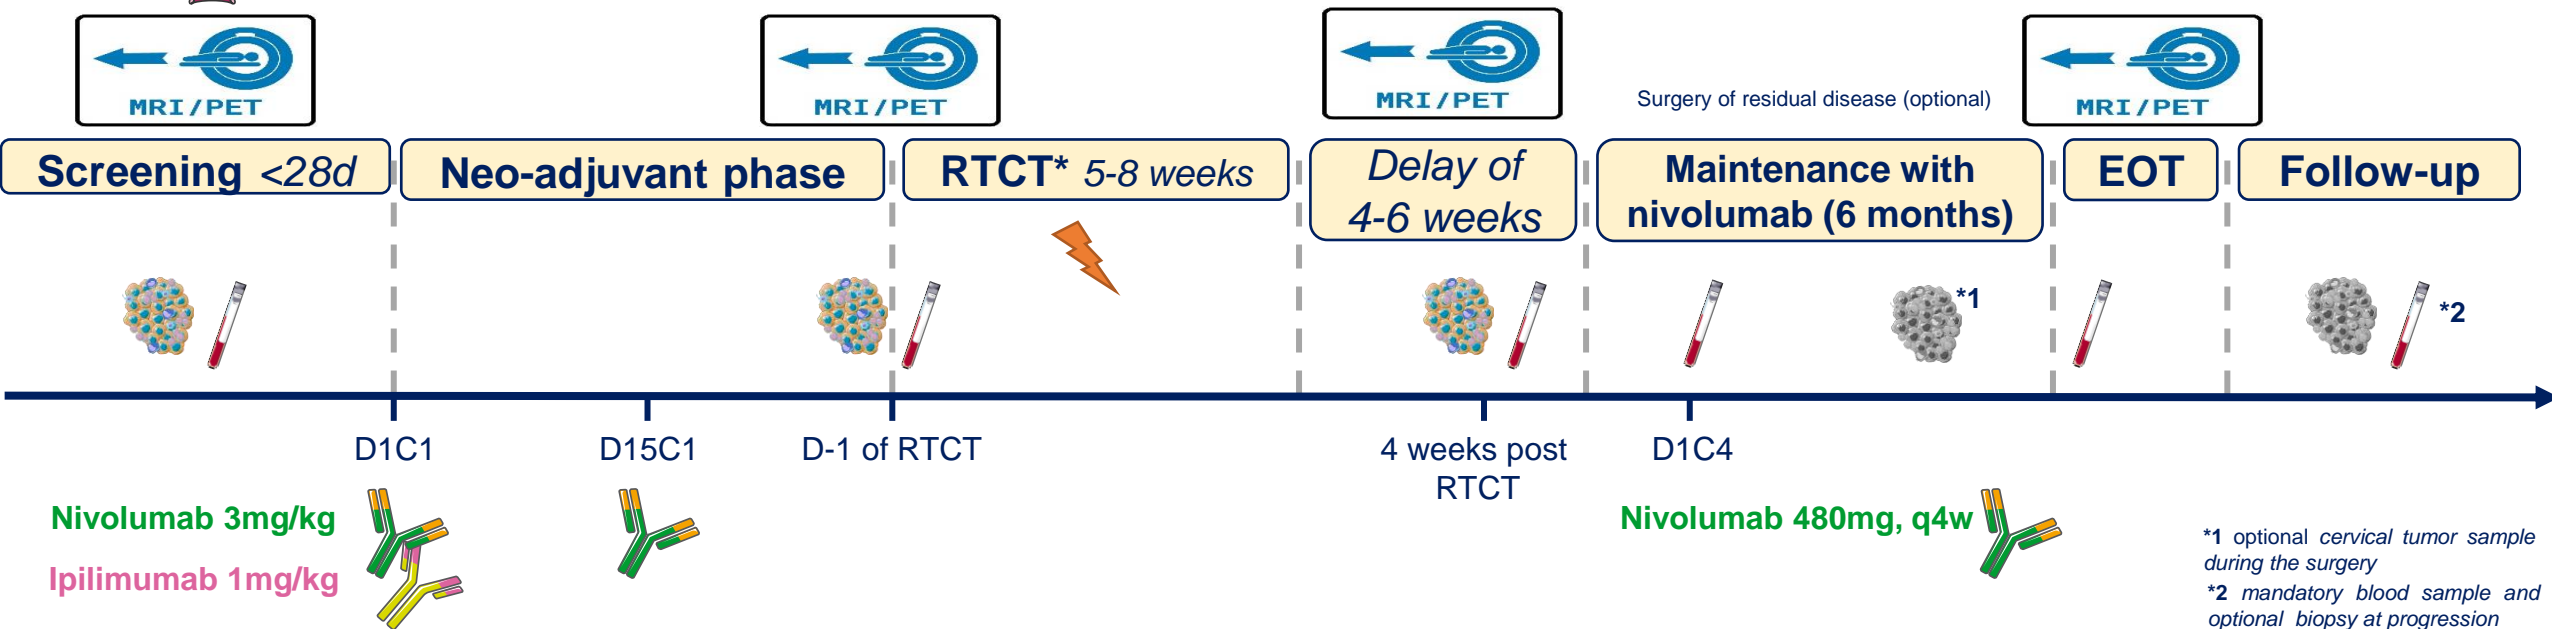 MRI/PET
MRI/PET
MRI/PET
Surgery of residual disease (optional)
MRI/PET
Screening <28d
Neo-adjuvant phase
RTCT* 5-8 weeks
Delay of
4-6 weeks
Maintenance with
nivolumab (6 months)
EOT
Follow-up
*1
*2
D1C1
D15C1
D-1 of RTCT
4 weeks post
RTCT
D1C4
Nivolumab 3mg/kg
Ipilimumab 1mg/kg
Nivolumab 480mg, q4w
*1 optional cervical tumor sample
during the surgery
*2 mandatory blood sample and
optional biopsy at progression